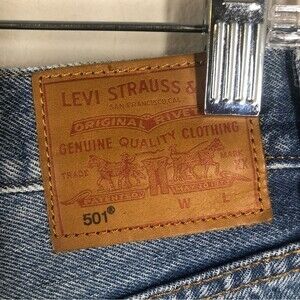 LEVI STRAUSS &
SAN FRANCISCO, CAL.
ORIGINAL RIVET
GENUINE QUALITY CLOTHING
TRADE MARK
501®
W L